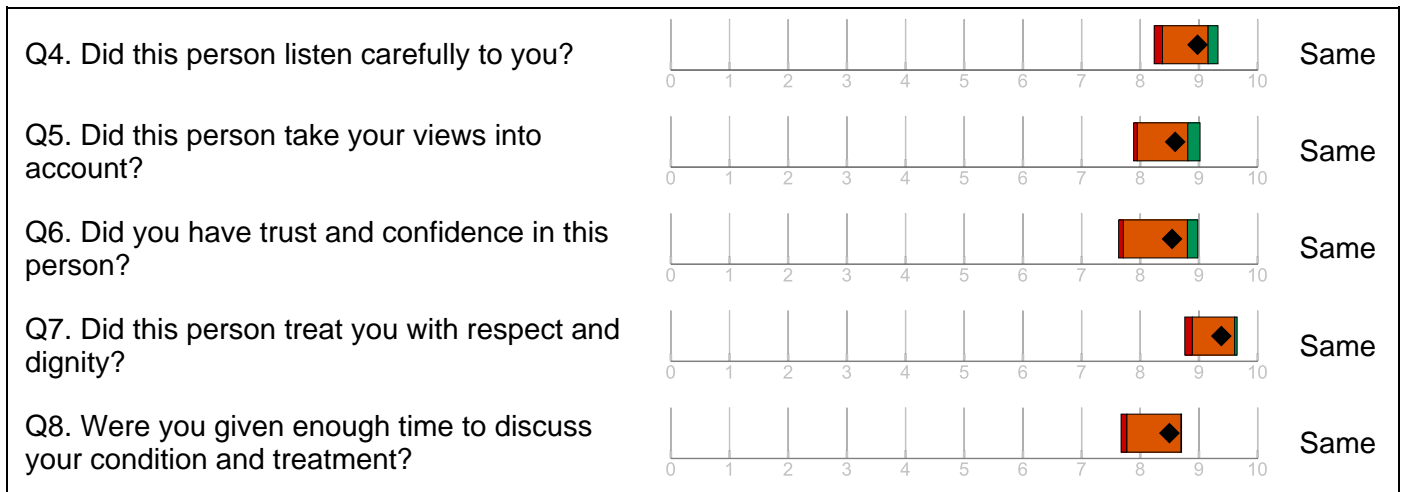 Q4. Did this person listen carefully to you?
Same
0 1 2 3 4 5 6 7 8 9 10
Q5. Did this person take your views into
account?
Same
0 1 2 3 4 5 6 7 8 9 10
Q6. Did you have trust and confidence in this
person?
Same
0 1 2 3 4 5 6 7 8 9 10
Q7. Did this person treat you with respect and
dignity?
Same
0 1 2 3 4 5 6 7 8 9 10
Q8. Were you given enough time to discuss
your condition and treatment?
Same
0 1 2 3 4 5 6 7 8 9 10